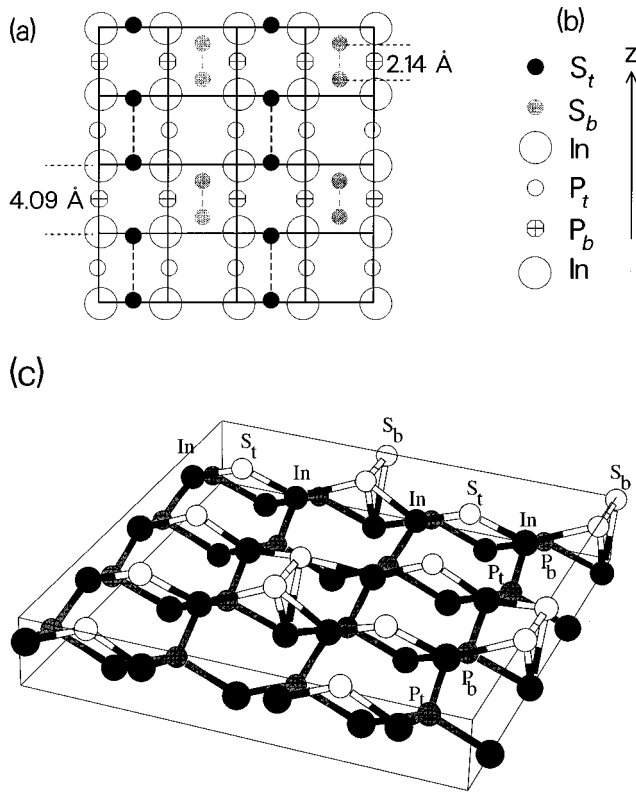 (a)
(b)
2.14 Å
4.09 Å
z
S_t
S_b
In
P_t
P_b
In
(c)
In
S_t
In
S_b
In
S_t
In
S_b
P_t
P_b
P_t
P_b